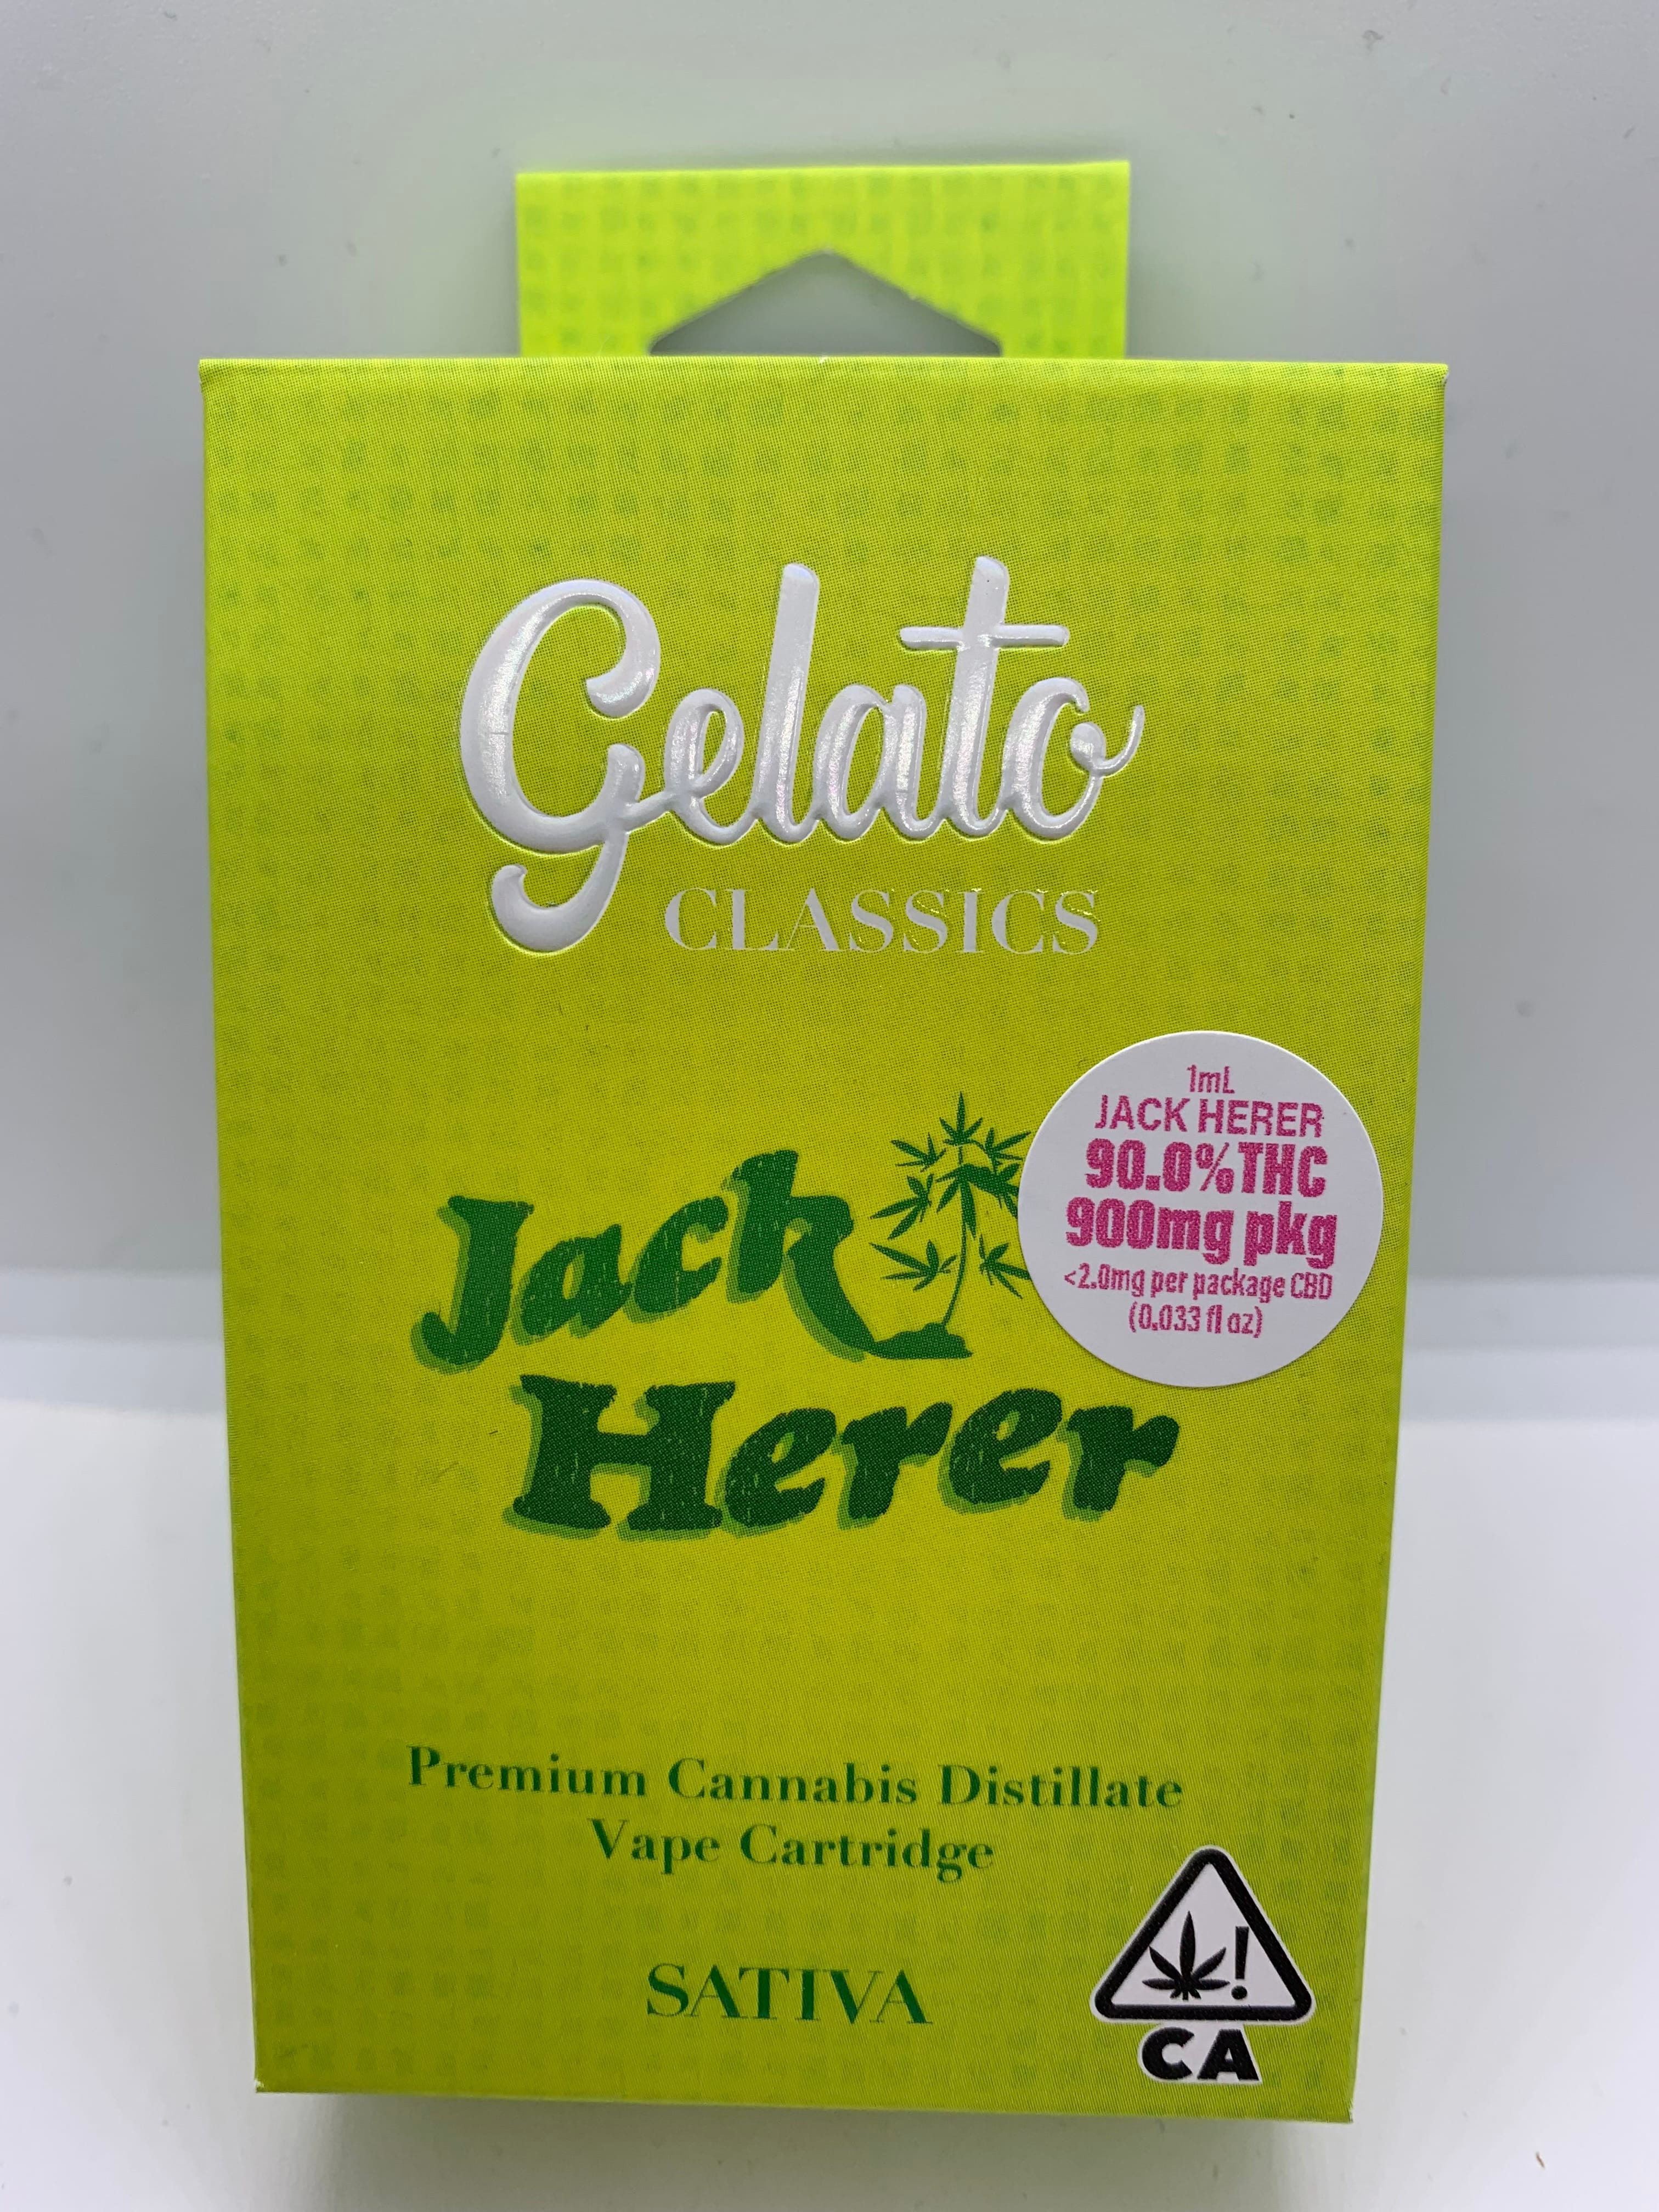 Gelato
CLASSICS
1mL
JACK HERER
90.0%THC
900mg pkg
<2.0mg per package CBD
(0.033 fl oz)
Jack
Herer
Premium Cannabis Distillate
Vape Cartridge
SATIVA
!
CA